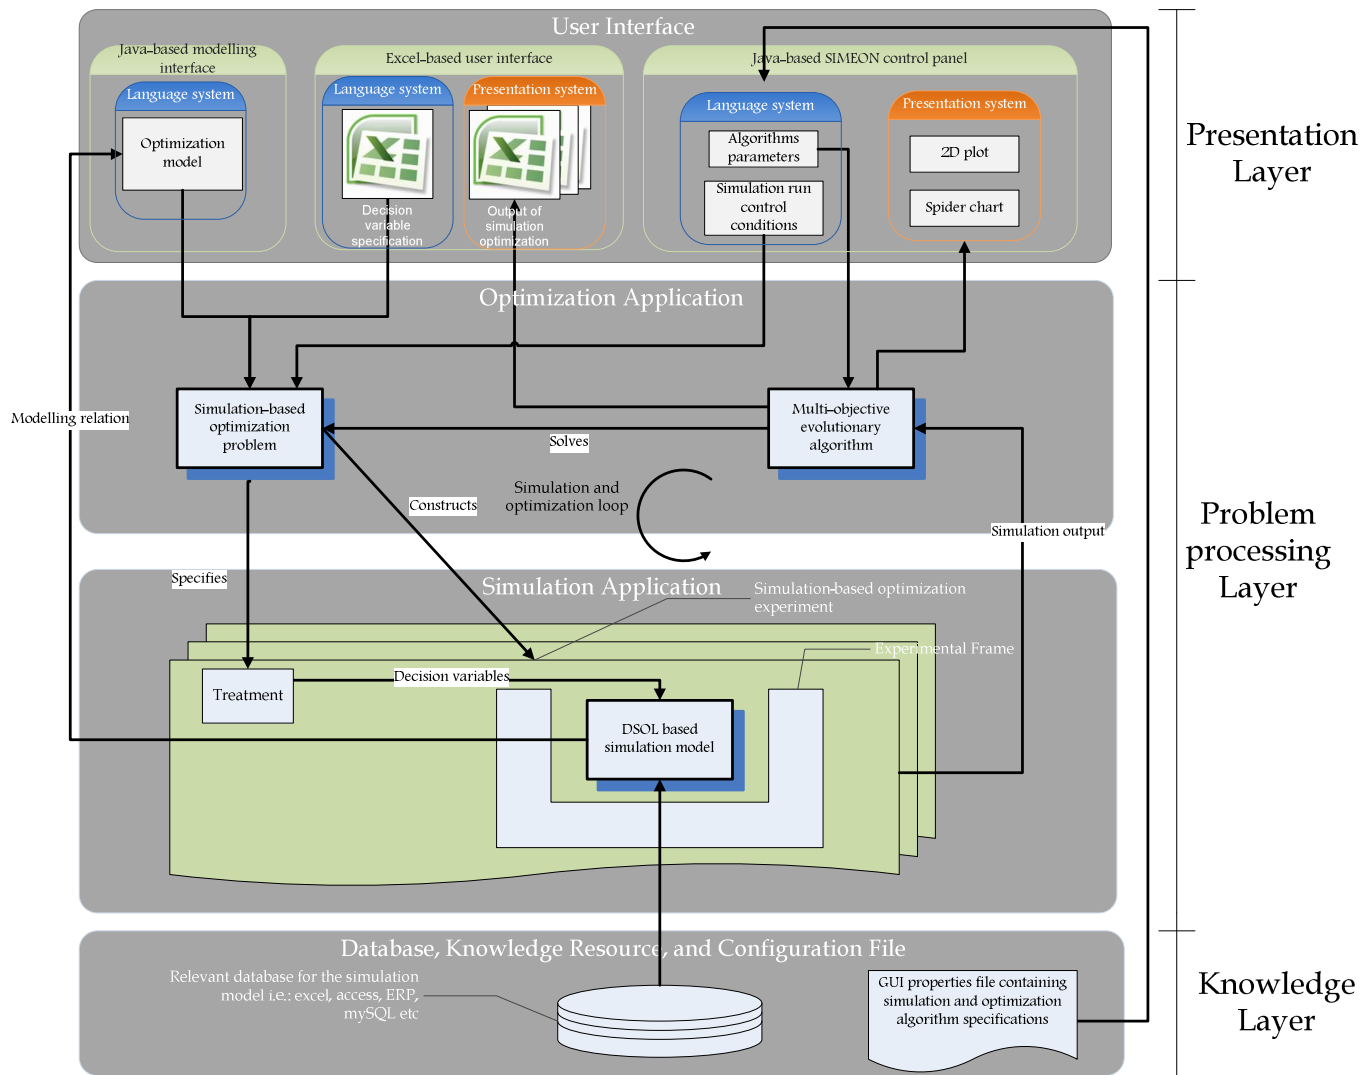 User Interface
Java-based modelling
interface
Language system
Optimization
model
Excel-based user interface
Language system
Decision
variable
specification
Presentation system
Output of
simulation
optimization
Java-based SIMEON control panel
Language system
Algorithms
parameters
Simulation run
control
conditions
Presentation system
2D plot
Spider chart
Presentation
Layer
Optimization Application
Simulation-based
optimization
problem
Multi-objective
evolutionary
algorithm
Modelling relation
Solves
Constructs
Simulation and
optimization loop
Simulation output
Specifies
Problem
processing
Layer
Simulation Application
Simulation-based optimization
experiment
Experimental Frame
Treatment
Decision variables
DSOL based
simulation model
Database, Knowledge Resource, and Configuration File
Relevant database for the simulation
model i.e.: excel, access, ERP,
mySQL etc
GUI properties file containing
simulation and optimization
algorithm specifications
Knowledge
Layer